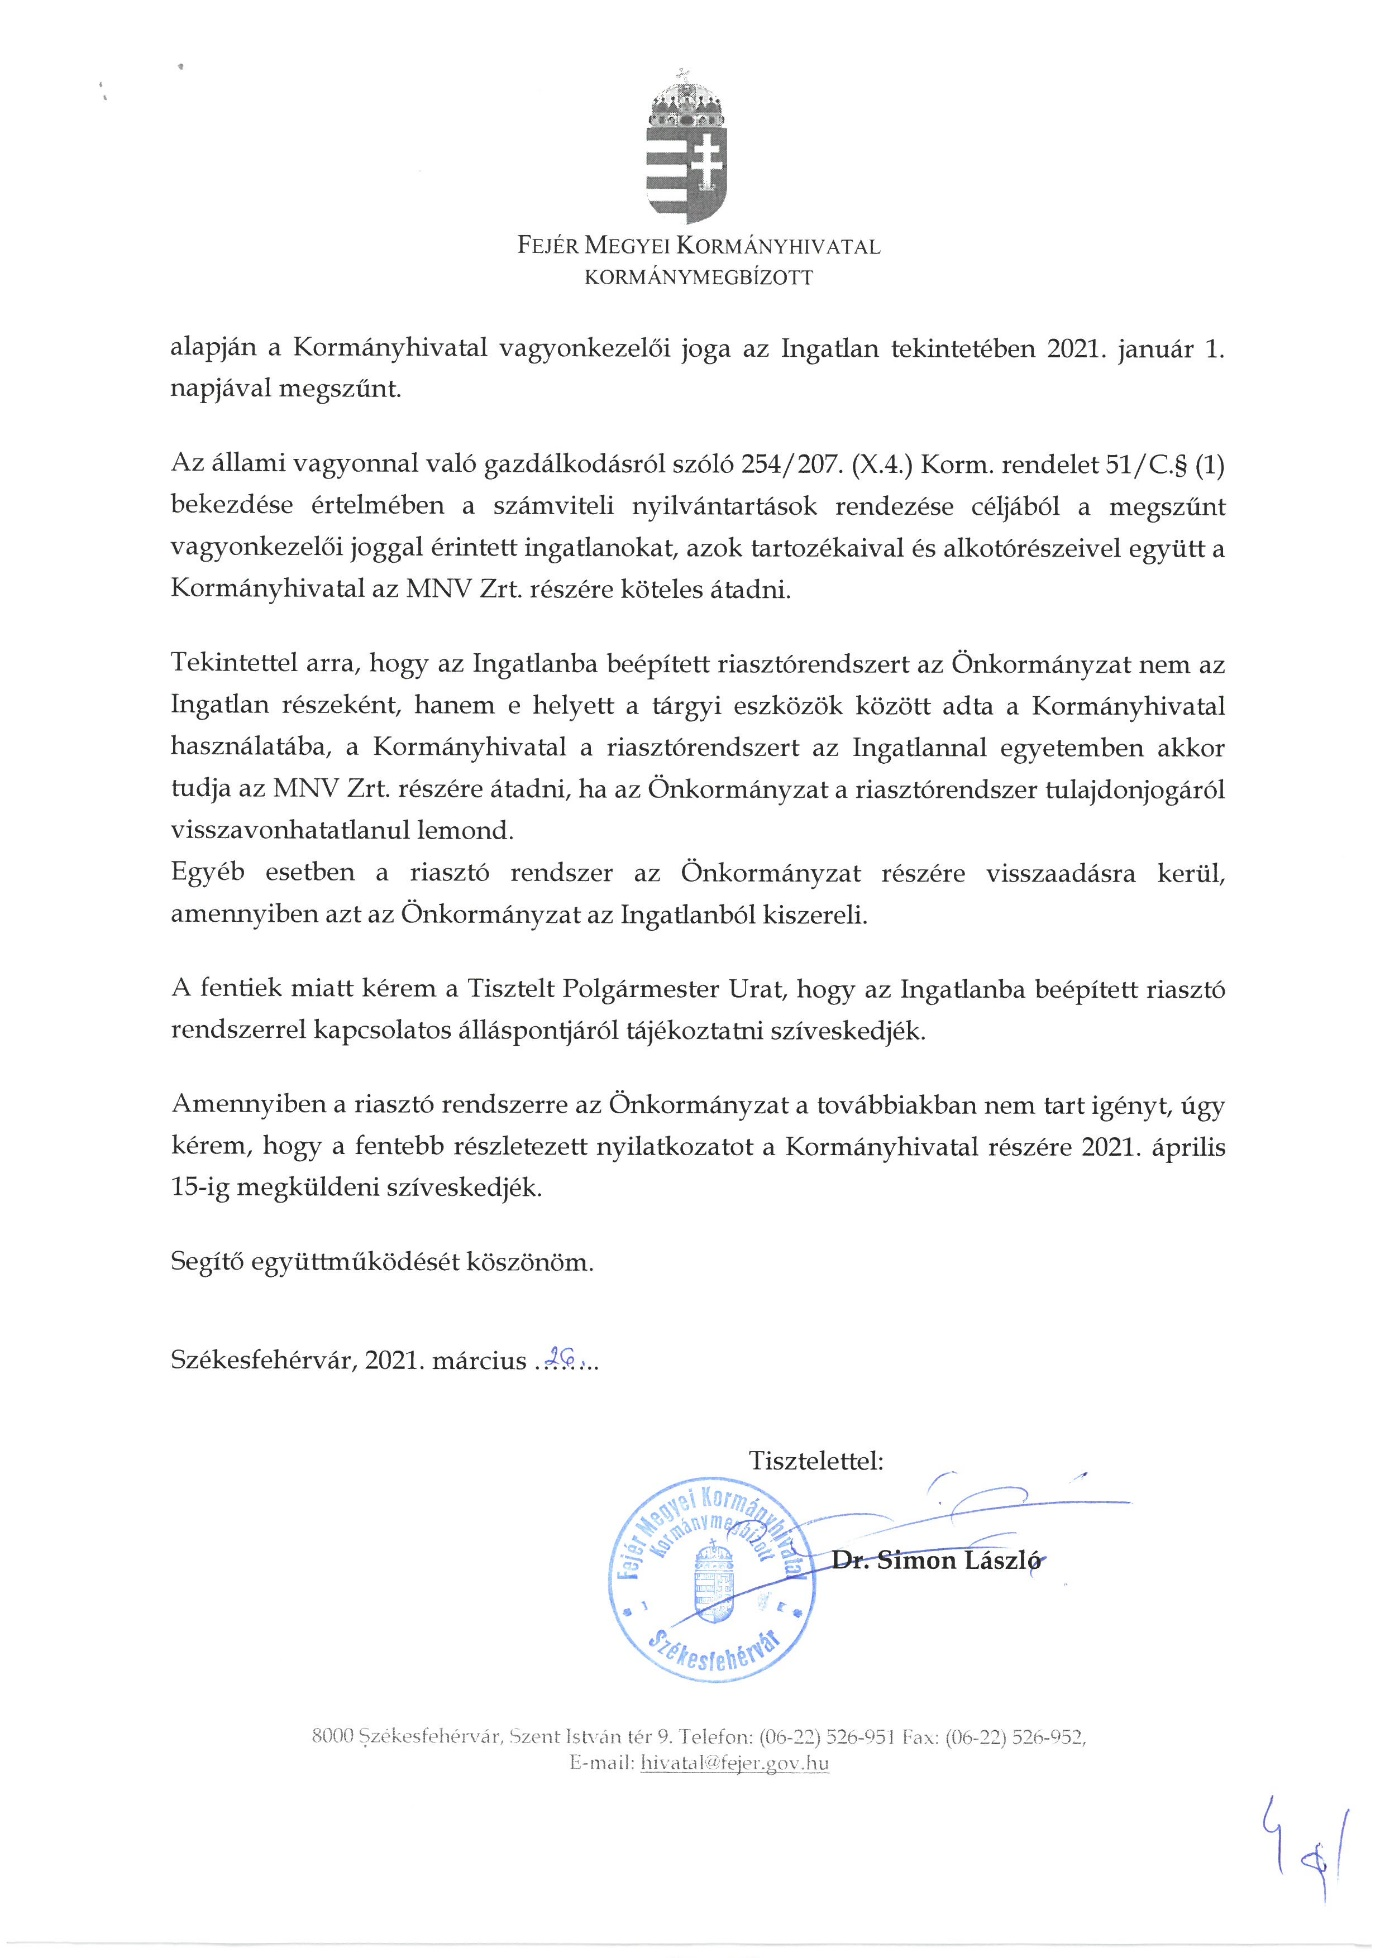 FEJÉR MEGYEI KORMÁNYHIVATAL
KORMÁNYMEGBÍZOTT
alapján a Kormányhivatal vagyonkezelői joga az Ingatlan tekintetében 2021. január 1.
napjával megszűnt.
Az állami vagyonnal való gazdálkodásról szóló 254/207. (X.4.) Korm. rendelet 51/C.§ (1)
bekezdése értelmében a számviteli nyilvántartások rendezése céljából a megszűnt
vagyonkezelői joggal érintett ingatlanokat, azok tartozékaival és alkotórészeivel együtt a
Kormányhivatal az MNV Zrt. részére köteles átadni.
Tekintettel arra, hogy az Ingatlanba beépített riasztórendszert az Önkormányzat nem az
Ingatlan részeként, hanem e helyett a tárgyi eszközök között adta a Kormányhivatal
használatába, a Kormányhivatal a riasztórendszert az Ingatlannal egyetemben akkor
tudja az MNV Zrt. részére átadni, ha az Önkormányzat a riasztórendszer tulajdonjogáról
visszavonhatatlanul lemond.
Egyéb esetben a riasztó rendszer az Önkormányzat részére visszaadásra kerül,
amennyiben azt az Önkormányzat az Ingatlanból kiszereli.
A fentiek miatt kérem a Tisztelt Polgármester Urat, hogy az Ingatlanba beépített riasztó
rendszerrel kapcsolatos álláspontjáról tájékoztatni szíveskedjék.
Amennyiben a riasztó rendszerre az Önkormányzat a továbbiakban nem tart igényt, úgy
kérem, hogy a fentebb részletezett nyilatkozatot a Kormányhivatal részére 2021. április
15-ig megküldeni szíveskedjék.
Segítő együttműködését köszönöm.
Székesfehérvár, 2021. március .26....
Tisztelettel:
Fejér Megyei Kormányhivatal
Kormánymegbízott
Székesfehérvár
Dr. Simon László
8000 Székesfehérvár, Szent István tér 9. Telefon: (06-22) 526-951 Fax: (06-22) 526-952,
E-mail: hivatal@fejer.gov.hu